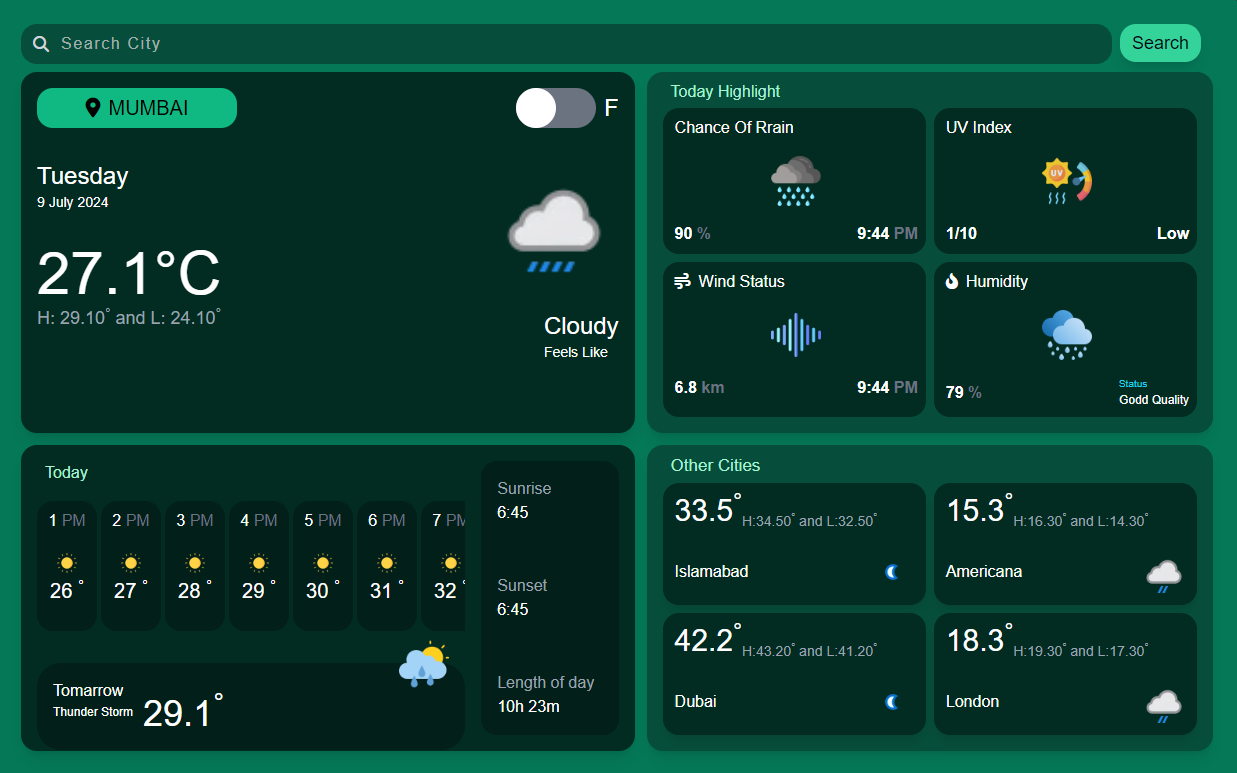 Search City
Search
MUMBAI
F
Tuesday
9 July 2024
27.1°C
H: 29.10° and L: 24.10°
Cloudy
Feels Like
Today Highlight
Chance Of Rrain
90 %
9:44 PM
UV Index
UV
1/10
Low
Wind Status
6.8 km
9:44 PM
Humidity
79 %
Status
Godd Quality
Today
1 PM
26 °
2 PM
27 °
3 PM
28 °
4 PM
29 °
5 PM
30 °
6 PM
31 °
7 PM
32 °
Sunrise
6:45
Sunset
6:45
Length of day
10h 23m
Tomarrow
Thunder Storm
29.1°
Other Cities
33.5°
H:34.50° and L:32.50°
Islamabad
15.3°
H:16.30° and L:14.30°
Americana
42.2°
H:43.20° and L:41.20°
Dubai
18.3°
H:19.30° and L:17.30°
London